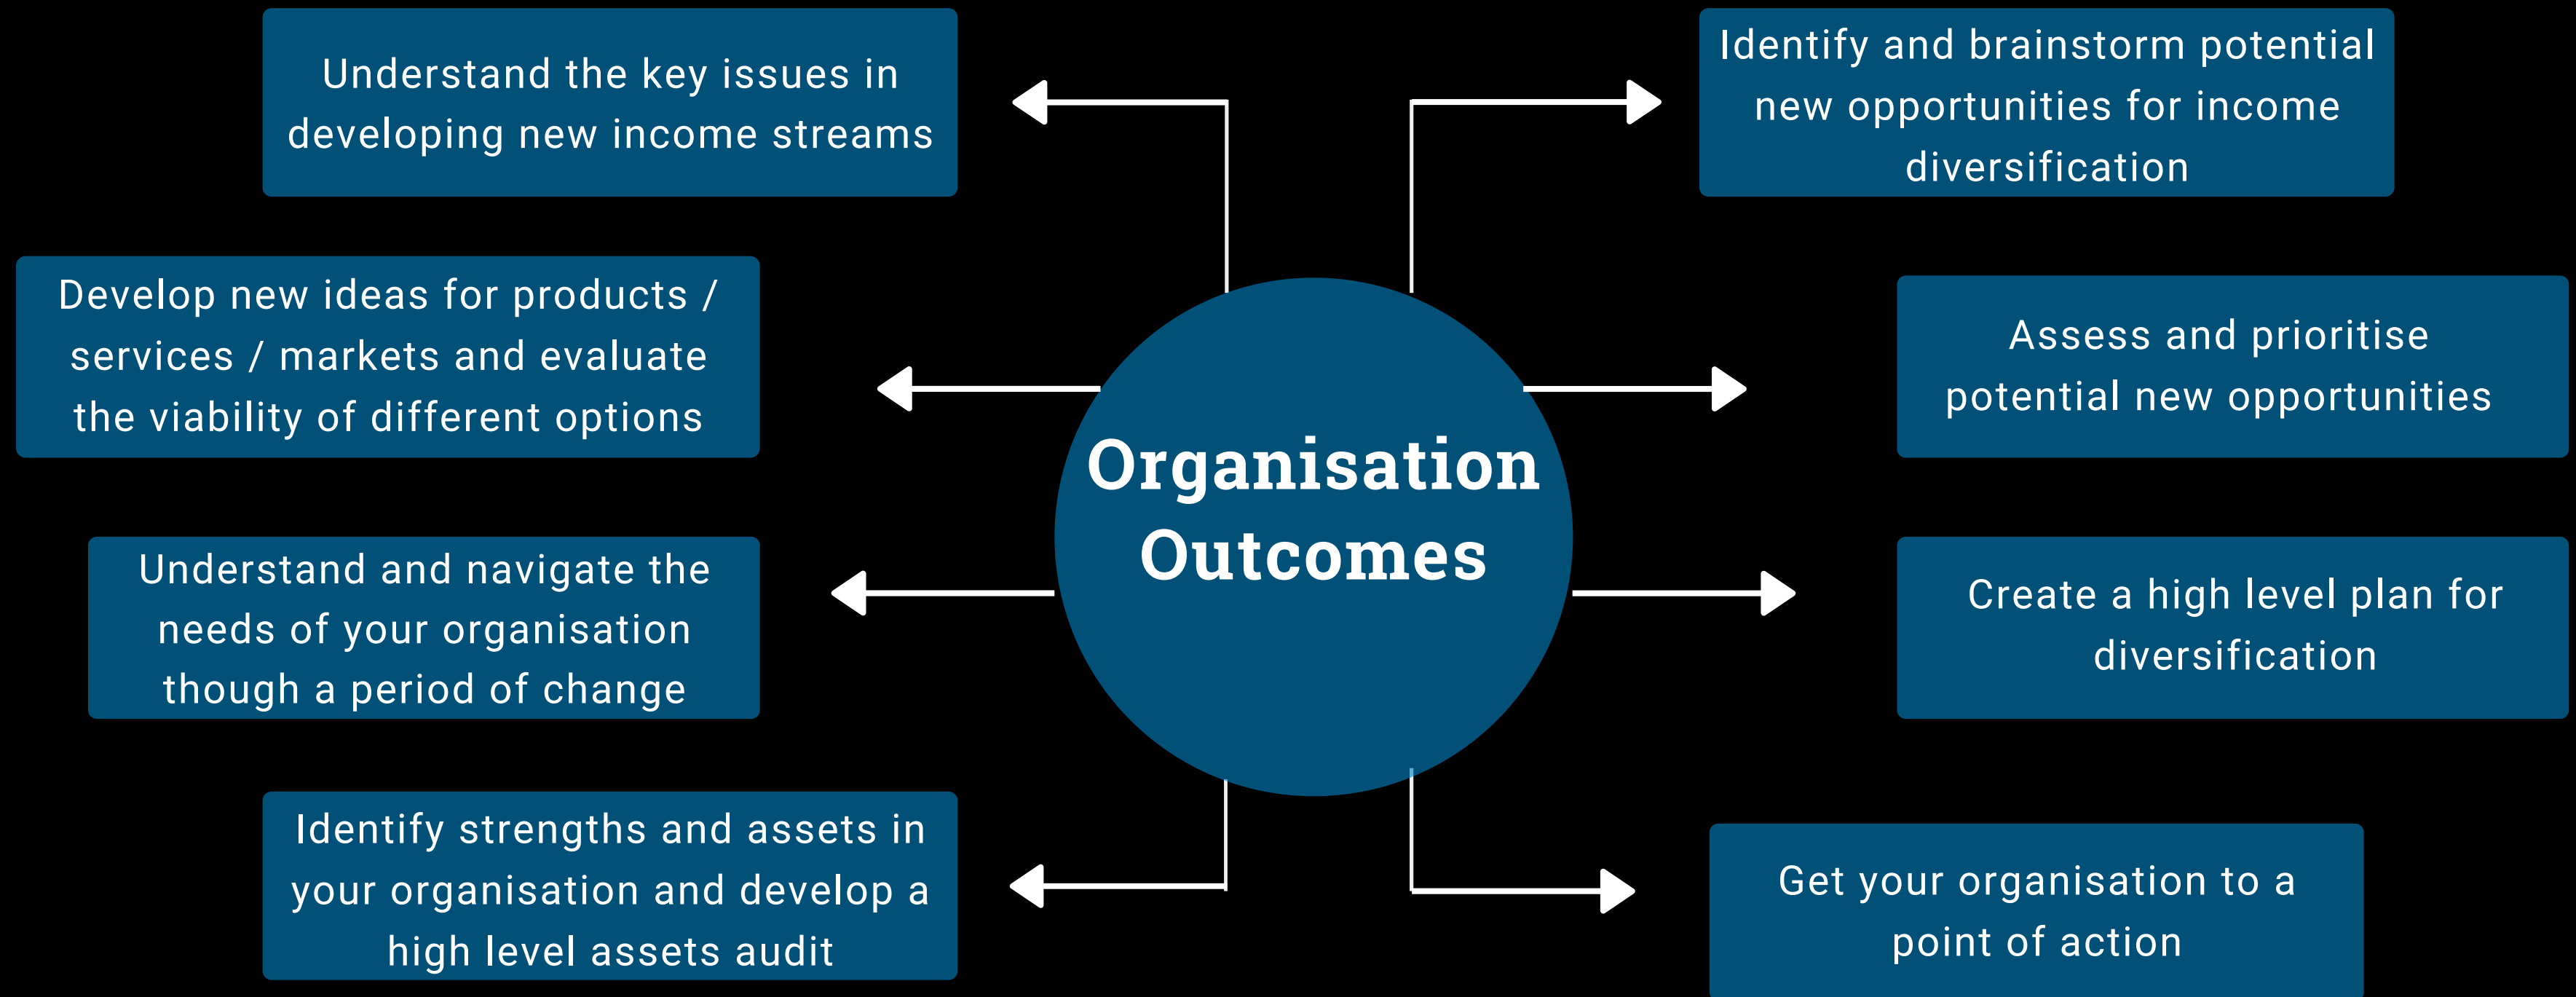 Understand the key issues in
developing new income streams
Develop new ideas for products /
services / markets and evaluate
the viability of different options
Understand and navigate the
needs of your organisation
though a period of change
Identify strengths and assets in
your organisation and develop a
high level assets audit
Organisation
Outcomes
Identify and brainstorm potential
new opportunities for income
diversification
Assess and prioritise
potential new opportunities
Create a high level plan for
diversification
Get your organisation to a
point of action